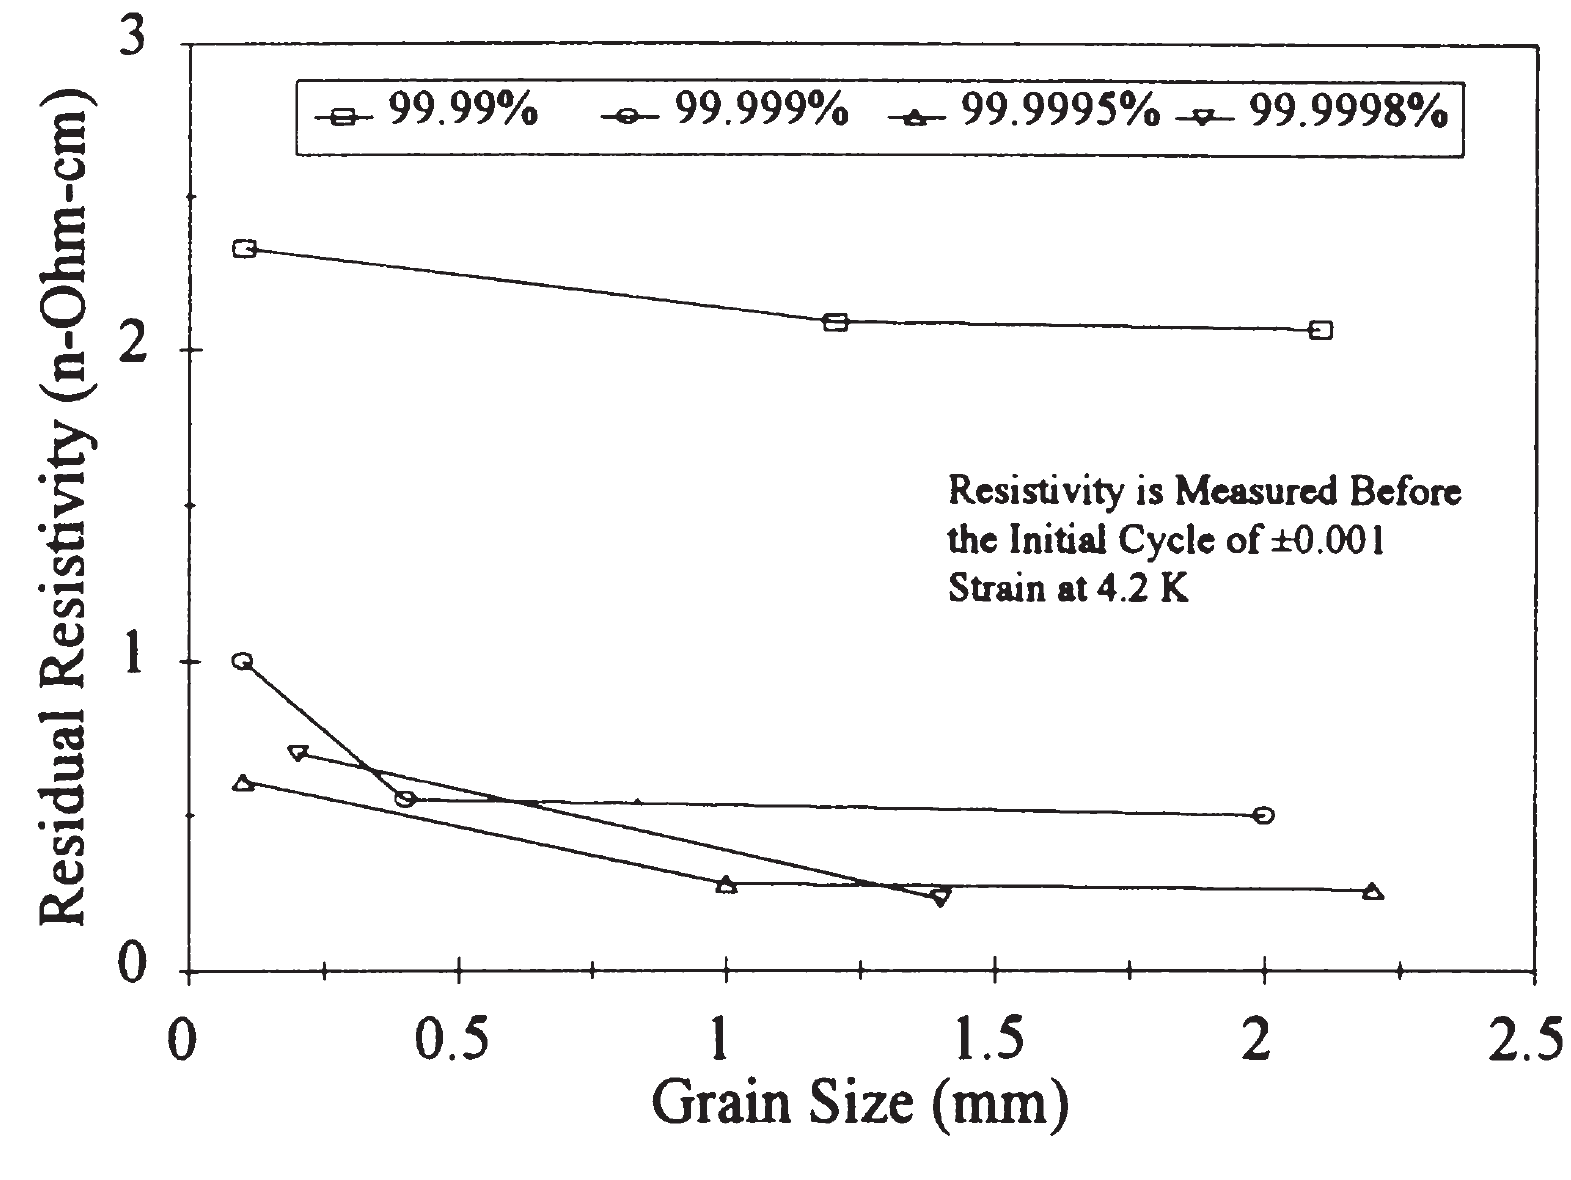 3
99.99% 99.999% 99.9995% 99.9998%
2
Resistivity is Measured Before
the Initial Cycle of ±0.001
Strain at 4.2 K
1
0
Residual Resistivity (n-Ohm-cm)
0 0.5 1 1.5 2 2.5
Grain Size (mm)